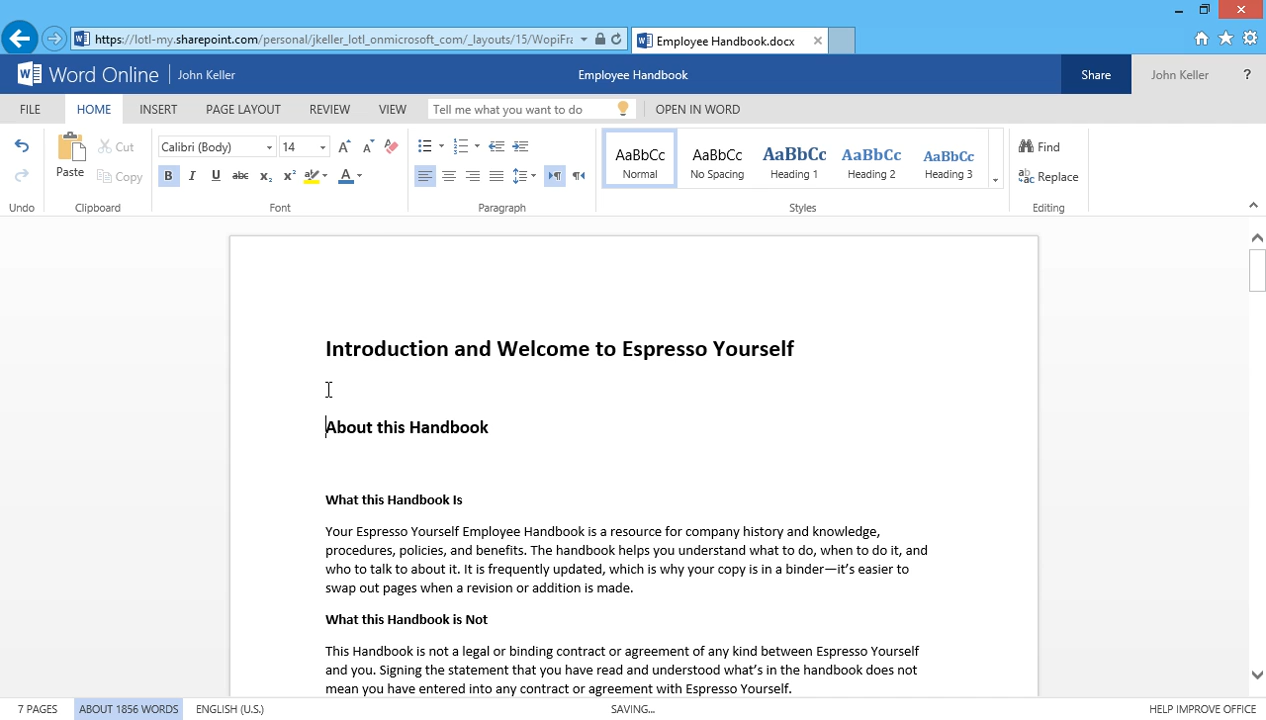 https://lotl-my.sharepoint.com/personal/jkeller_lotl_onmicrosoft_com/_layouts/15/WopiFra
Employee Handbook.docx
Word Online
John Keller
Employee Handbook
Share
John Keller
?
FILE
HOME
INSERT
PAGE LAYOUT
REVIEW
VIEW
Tell me what you want to do
OPEN IN WORD
Paste
Cut
Copy
Calibri (Body)
14
AaBbCc
Normal
AaBbCc
No Spacing
AaBbCc
Heading 1
AaBbCc
Heading 2
AaBbCc
Heading 3
Find
Replace
Undo
Clipboard
Font
Paragraph
Styles
Editing
Introduction and Welcome to Espresso Yourself
About this Handbook
What this Handbook Is
Your Espresso Yourself Employee Handbook is a resource for company history and knowledge,
procedures, policies, and benefits. The handbook helps you understand what to do, when to do it, and
who to talk to about it. It is frequently updated, which is why your copy is in a binder—it's easier to
swap out pages when a revision or addition is made.
What this Handbook is Not
This Handbook is not a legal or binding contract or agreement of any kind between Espresso Yourself
and you. Signing the statement that you have read and understood what's in the handbook does not
mean you have entered into any contract or agreement with Espresso Yourself.
7 PAGES
ABOUT 1856 WORDS
ENGLISH (U.S.)
SAVING...
HELP IMPROVE OFFICE